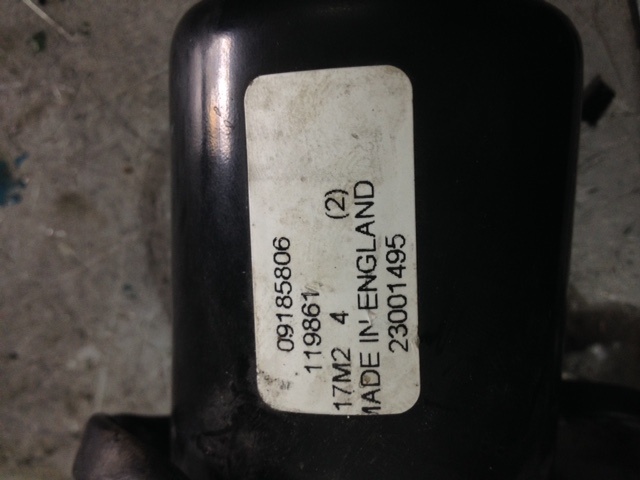 09185806
119861
17M2 4 (2)
MADE IN ENGLAND
23001495